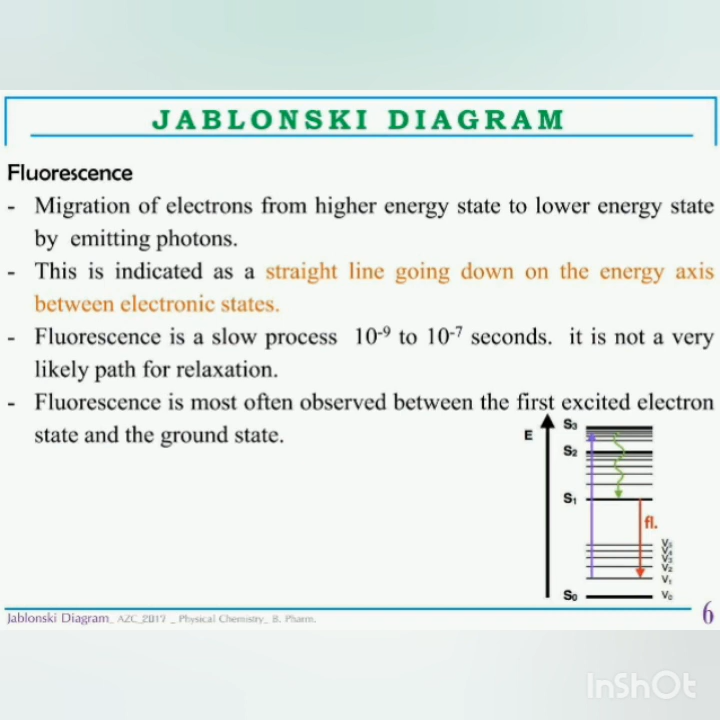 JABLONSKI DIAGRAM
Fluorescence
- Migration of electrons from higher energy state to lower energy state
by emitting photons.
- This is indicated as a straight line going down on the energy axis
between electronic states.
- Fluorescence is a slow process 10⁻⁹ to 10⁻⁷ seconds. it is not a very
likely path for relaxation.
- Fluorescence is most often observed between the first excited electron
state and the ground state.
E
S₃
S₂
S₁
fl.
V₃
V₂
V₁
S₀
V₀
Jablonski Diagram_ AZC_2017 _ Physical Chemistry_ B. Pharm.
6
InShOt